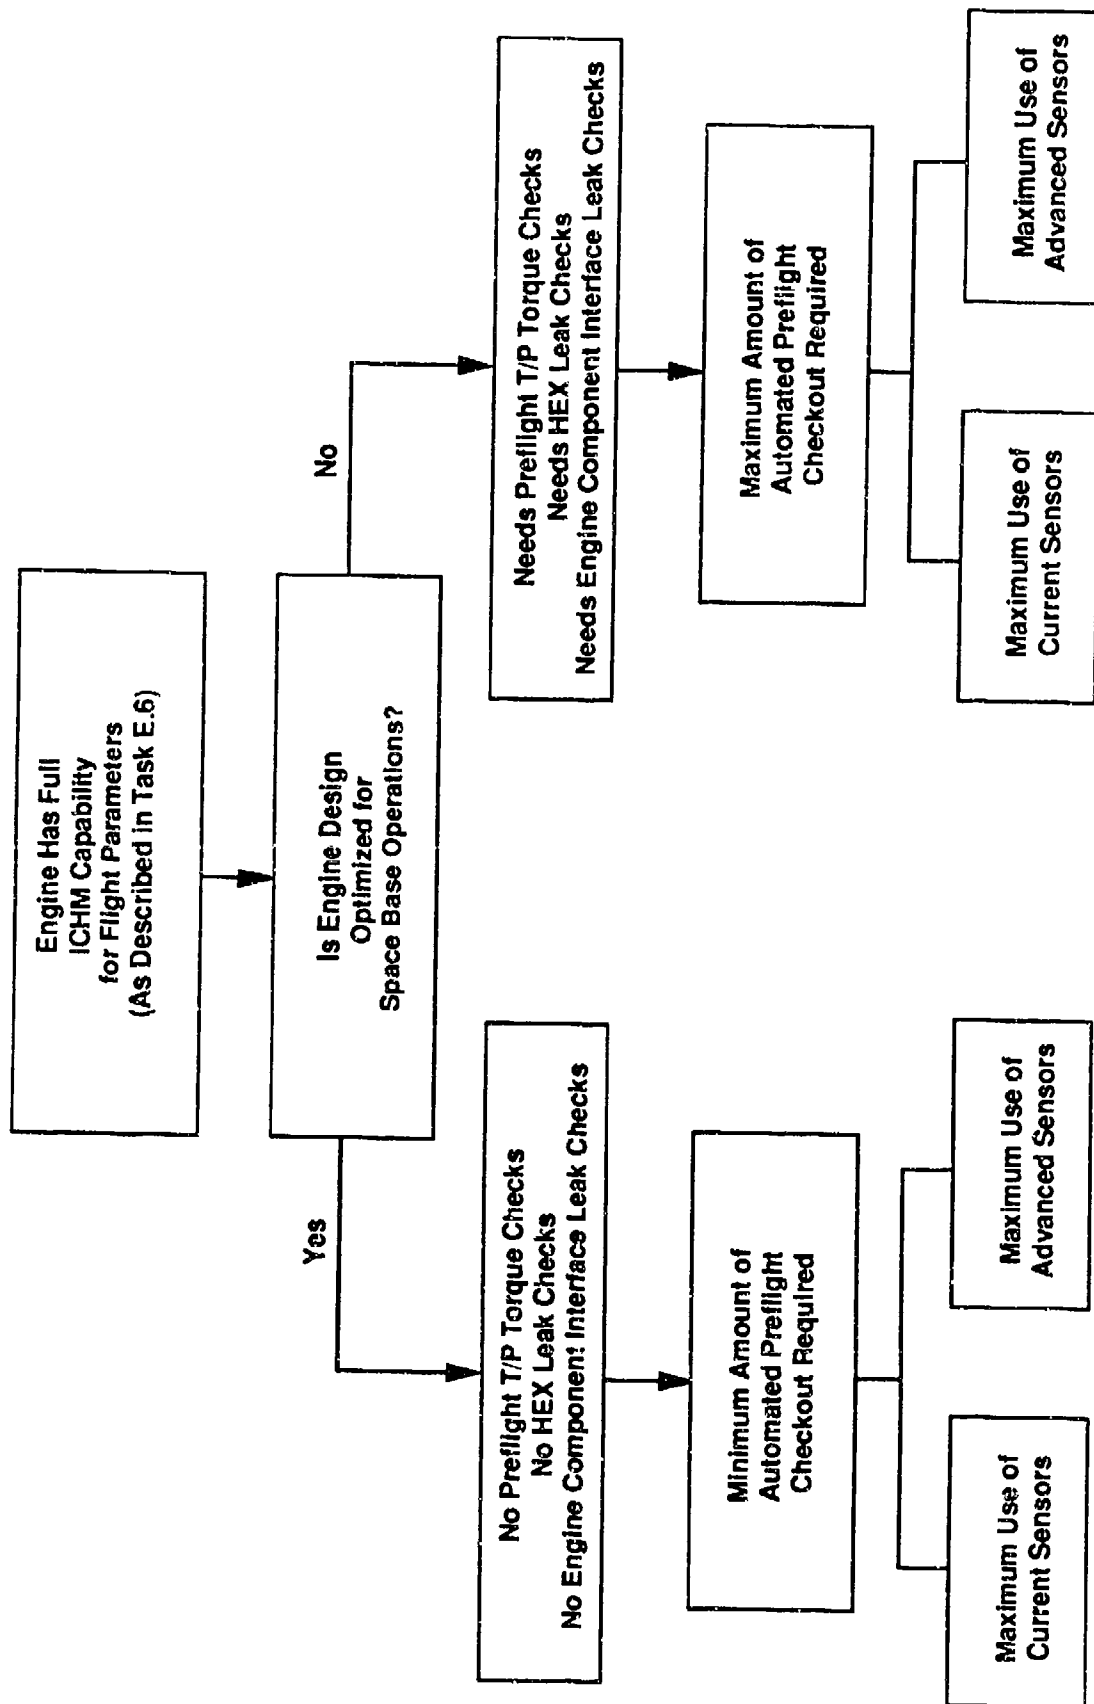 Engine Has Full
ICHM Capability
for Flight Parameters
(As Described in Task E.6)
Is Engine Design
Optimized for
Space Base Operations?
Yes
No
No Preflight T/P Torque Checks
No HEX Leak Checks
No Engine Component Interface Leak Checks
Needs Preflight T/P Torque Checks
Needs HEX Leak Checks
Needs Engine Component Interface Leak Checks
Minimum Amount of
Automated Preflight
Checkout Required
Maximum Amount of
Automated Preflight
Checkout Required
Maximum Use of
Current Sensors
Maximum Use of
Advanced Sensors
Maximum Use of
Current Sensors
Maximum Use of
Advanced Sensors